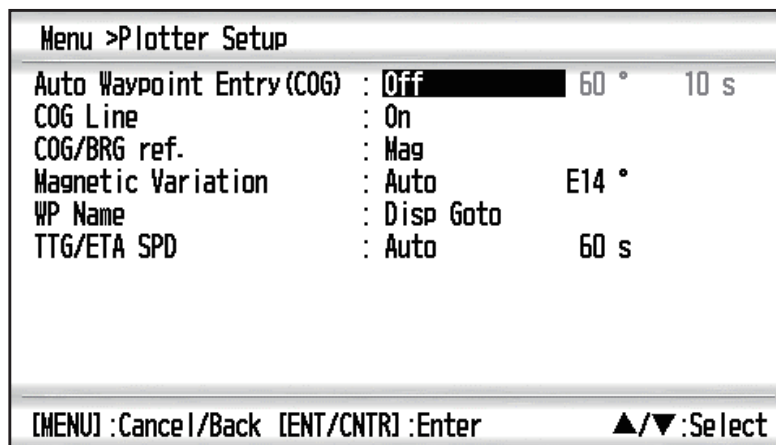 Menu >Plotter Setup
Auto Waypoint Entry(COG) : Off 60 ° 10 s
COG Line : On
COG/BRG ref. : Mag
Magnetic Variation : Auto E14 °
WP Name : Disp Goto
TTG/ETA SPD : Auto 60 s
[MENU]:Cancel/Back [ENT/CNTR]:Enter ▲/▼:Select